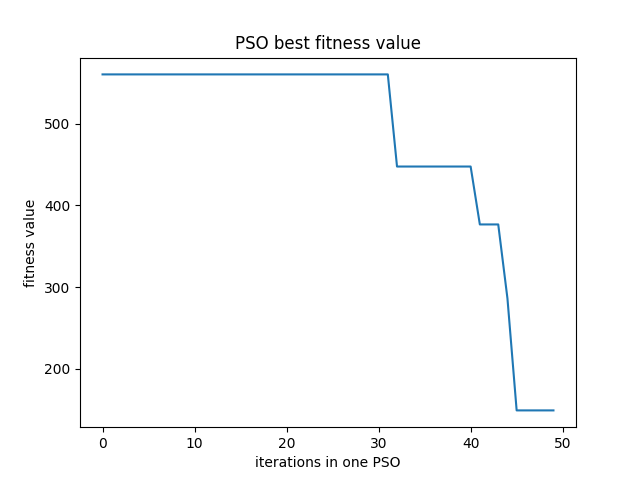 PSO best fitness value
fitness value
500
400
300
200
0 10 20 30 40 50
iterations in one PSO